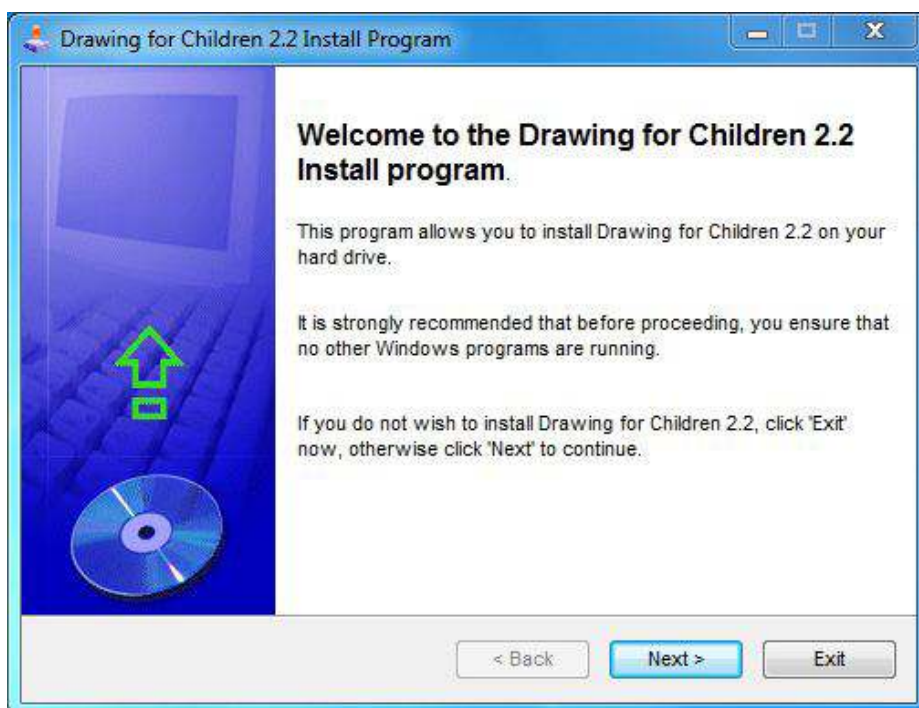 Drawing for Children 2.2 Install Program
Welcome to the Drawing for Children 2.2
Install program.
This program allows you to install Drawing for Children 2.2 on your
hard drive.
It is strongly recommended that before proceeding, you ensure that
no other Windows programs are running.
If you do not wish to install Drawing for Children 2.2, click 'Exit'
now, otherwise click 'Next' to continue.
< Back
Next >
Exit